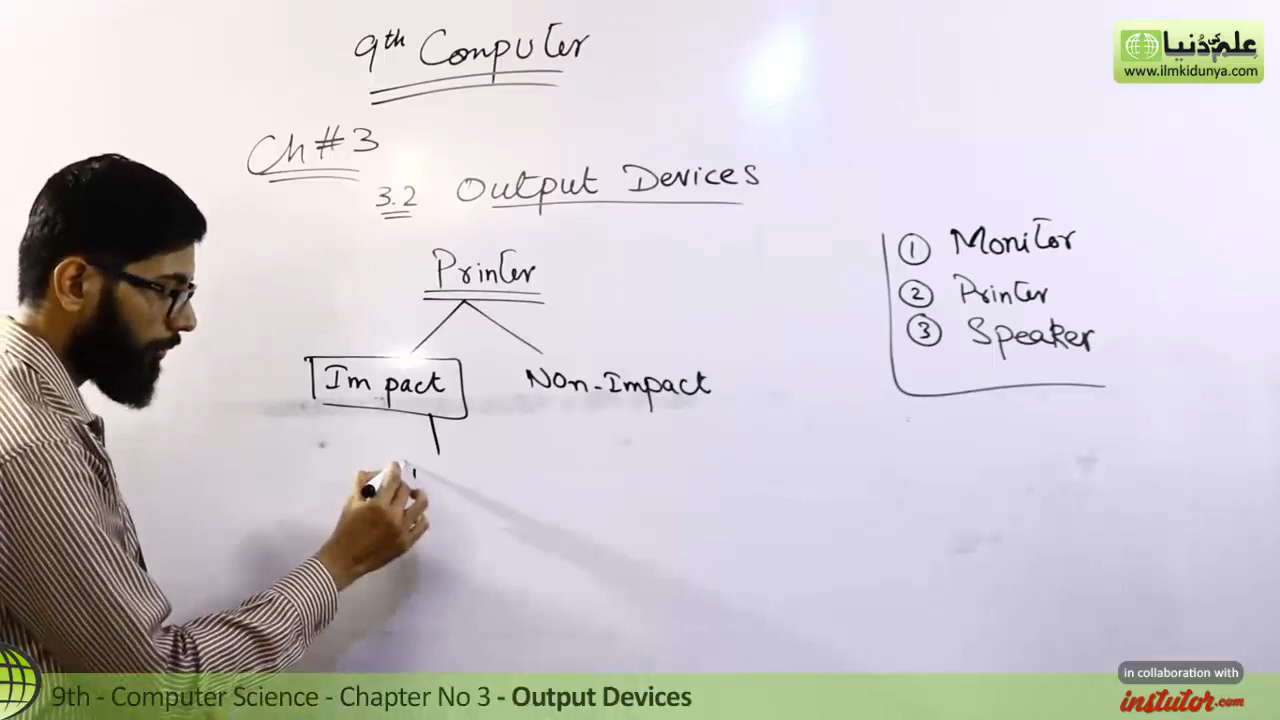 9th Computer
علم کی دنیا
www.ilmkidunya.com
Ch # 3
3.2 Output Devices
Printer
Impact Non-Impact
① Monitor
② Printer
③ Speaker
in collaboration with
instutor.com
9th - Computer Science - Chapter No 3 - Output Devices